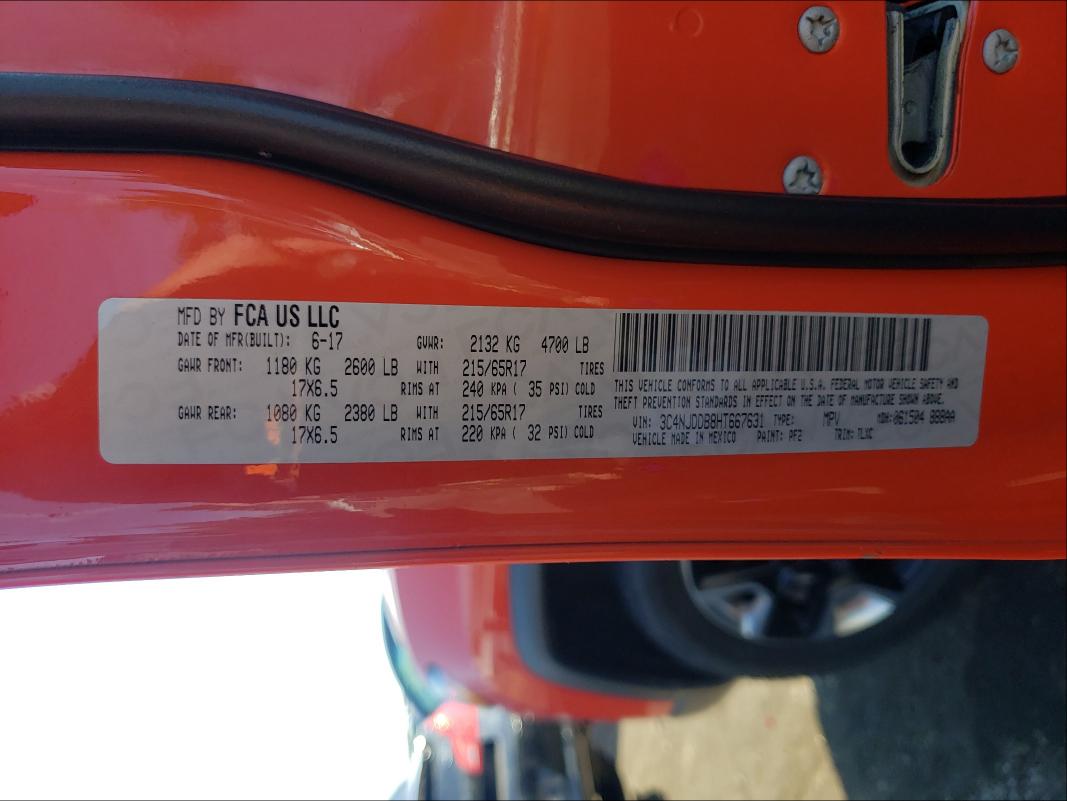 MFD BY FCA US LLC
DATE OF MFR(BUILT): 6-17 GVWR: 2132 KG 4700 LB
GAWR FRONT: 1180 KG 2600 LB WITH 215/65R17 TIRES
17X6.5 RIMS AT 240 KPA ( 35 PSI) COLD
GAWR REAR: 1080 KG 2380 LB WITH 215/65R17 TIRES
17X6.5 RIMS AT 220 KPA ( 32 PSI) COLD
THIS VEHICLE CONFORMS TO ALL APPLICABLE U.S.A. FEDERAL MOTOR VEHICLE SAFETY AND
THEFT PREVENTION STANDARDS IN EFFECT ON THE DATE OF MANUFACTURE SHOWN ABOVE.
VIN: 3C4NJDDB8HT667631 TYPE: MPV MDH: 061504 888AA
VEHICLE MADE IN MEXICO PAINT: PF2 TRIM: TLXC